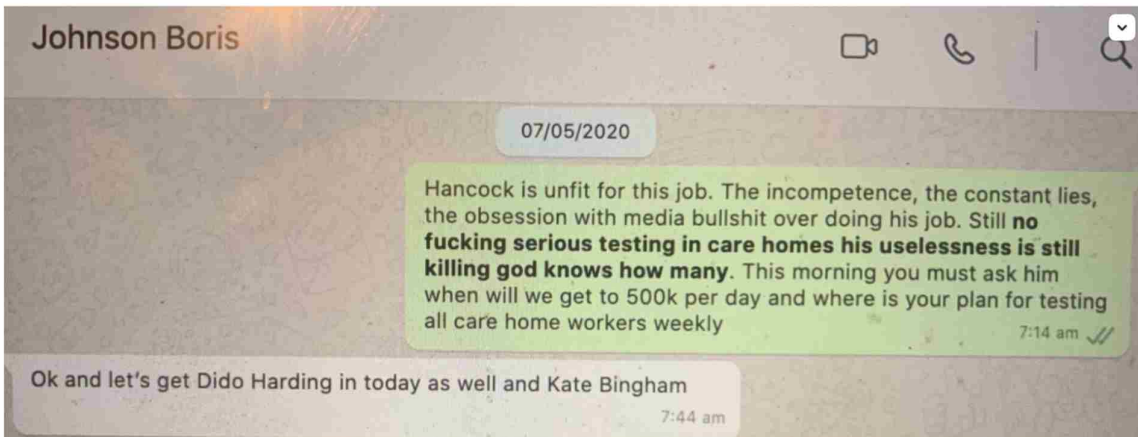 Johnson Boris
07/05/2020
Hancock is unfit for this job. The incompetence, the constant lies,
the obsession with media bullshit over doing his job. Still no
fucking serious testing in care homes his uselessness is still
killing god knows how many. This morning you must ask him
when will we get to 500k per day and where is your plan for testing
all care home workers weekly
7:14 am
Ok and let's get Dido Harding in today as well and Kate Bingham
7:44 am